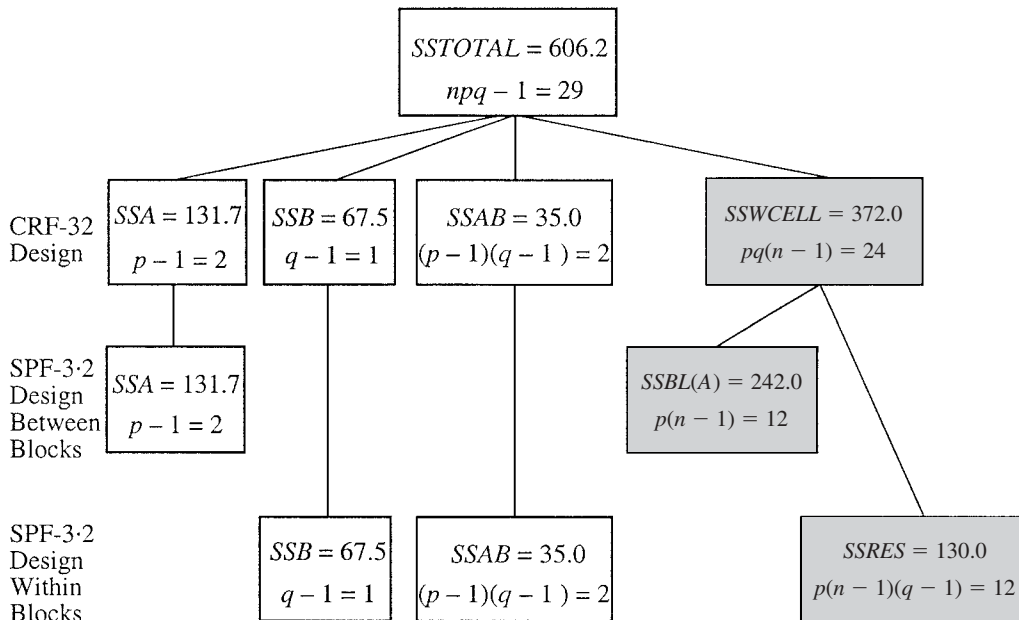 SSTOTAL = 606.2
npq − 1 = 29
CRF-32
Design
SSA = 131.7
p − 1 = 2
SSB = 67.5
q − 1 = 1
SSAB = 35.0
(p − 1)(q − 1 ) = 2
SSWCELL = 372.0
pq(n − 1) = 24
SPF-3·2
Design
Between
Blocks
SSA = 131.7
p − 1 = 2
SSBL(A) = 242.0
p(n − 1) = 12
SPF-3·2
Design
Within
Blocks
SSB = 67.5
q − 1 = 1
SSAB = 35.0
(p − 1)(q − 1 ) = 2
SSRES = 130.0
p(n − 1)(q − 1) = 12